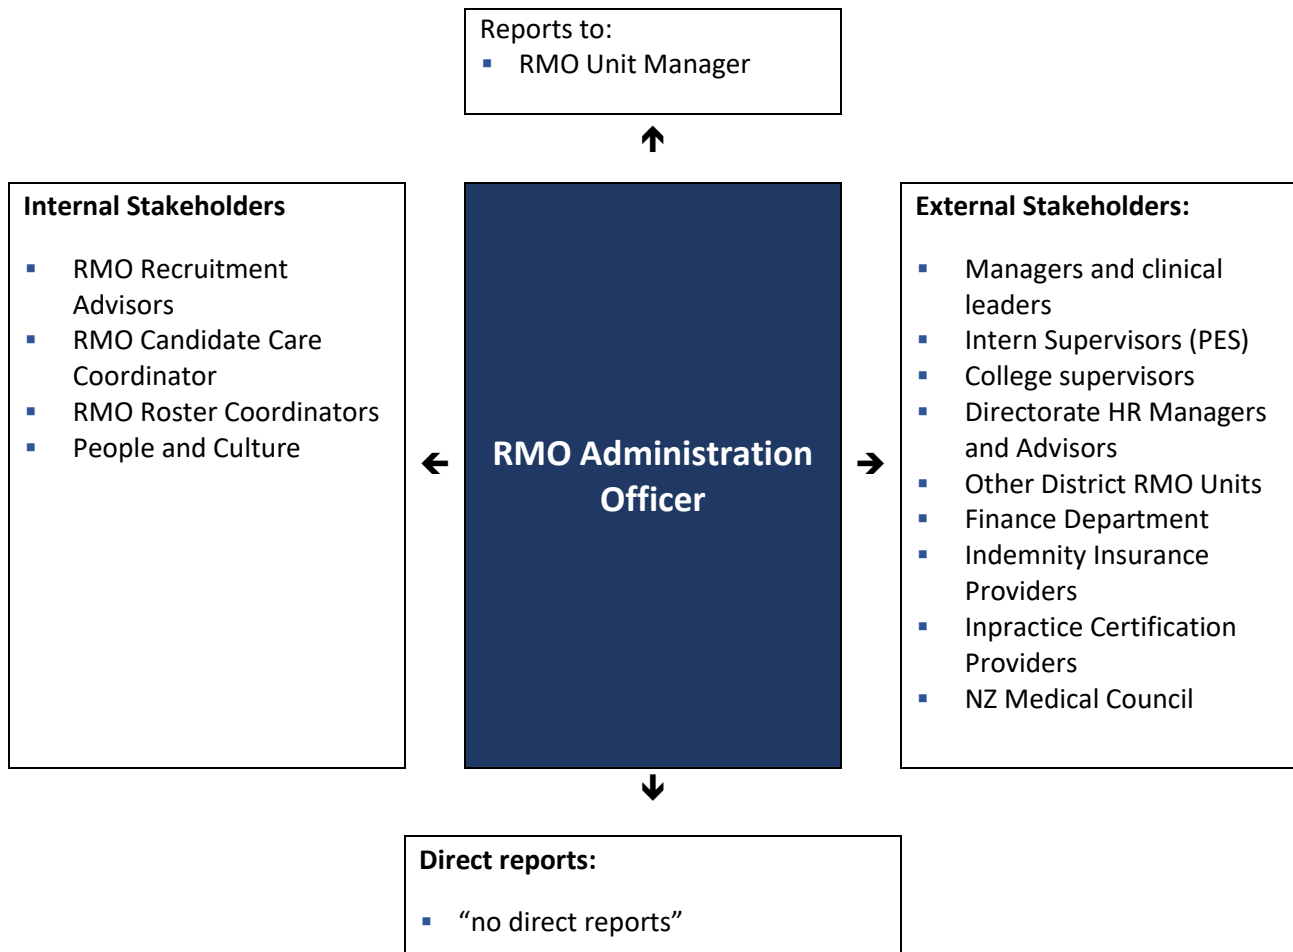 Reports to:
▪ RMO Unit Manager
🡹
Internal Stakeholders
▪ RMO Recruitment
Advisors
▪ RMO Candidate Care
Coordinator
▪ RMO Roster Coordinators
▪ People and Culture
🡸
RMO Administration
Officer
🡺
External Stakeholders:
▪ Managers and clinical
leaders
▪ Intern Supervisors (PES)
▪ College supervisors
▪ Directorate HR Managers
and Advisors
▪ Other District RMO Units
▪ Finance Department
▪ Indemnity Insurance
Providers
▪ Inpractice Certification
Providers
▪ NZ Medical Council
🡻
Direct reports:
▪ “no direct reports”